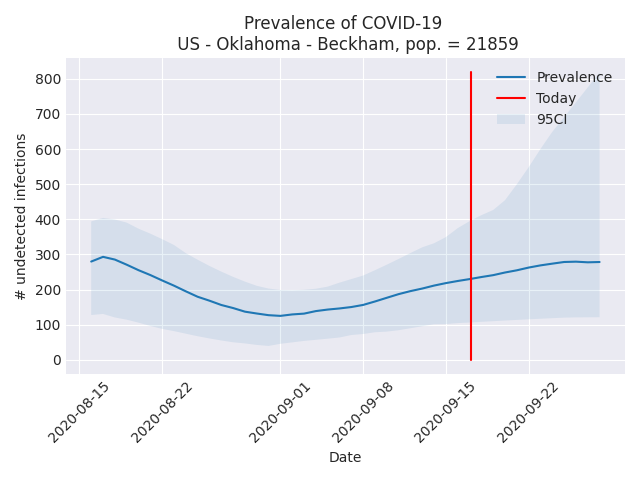 Prevalence of COVID-19
US - Oklahoma - Beckham, pop. = 21859
Prevalence
Today
95CI
# undetected infections
800
700
600
500
400
300
200
100
0
2020-08-15
2020-08-22
2020-09-01
2020-09-08
2020-09-15
2020-09-22
Date